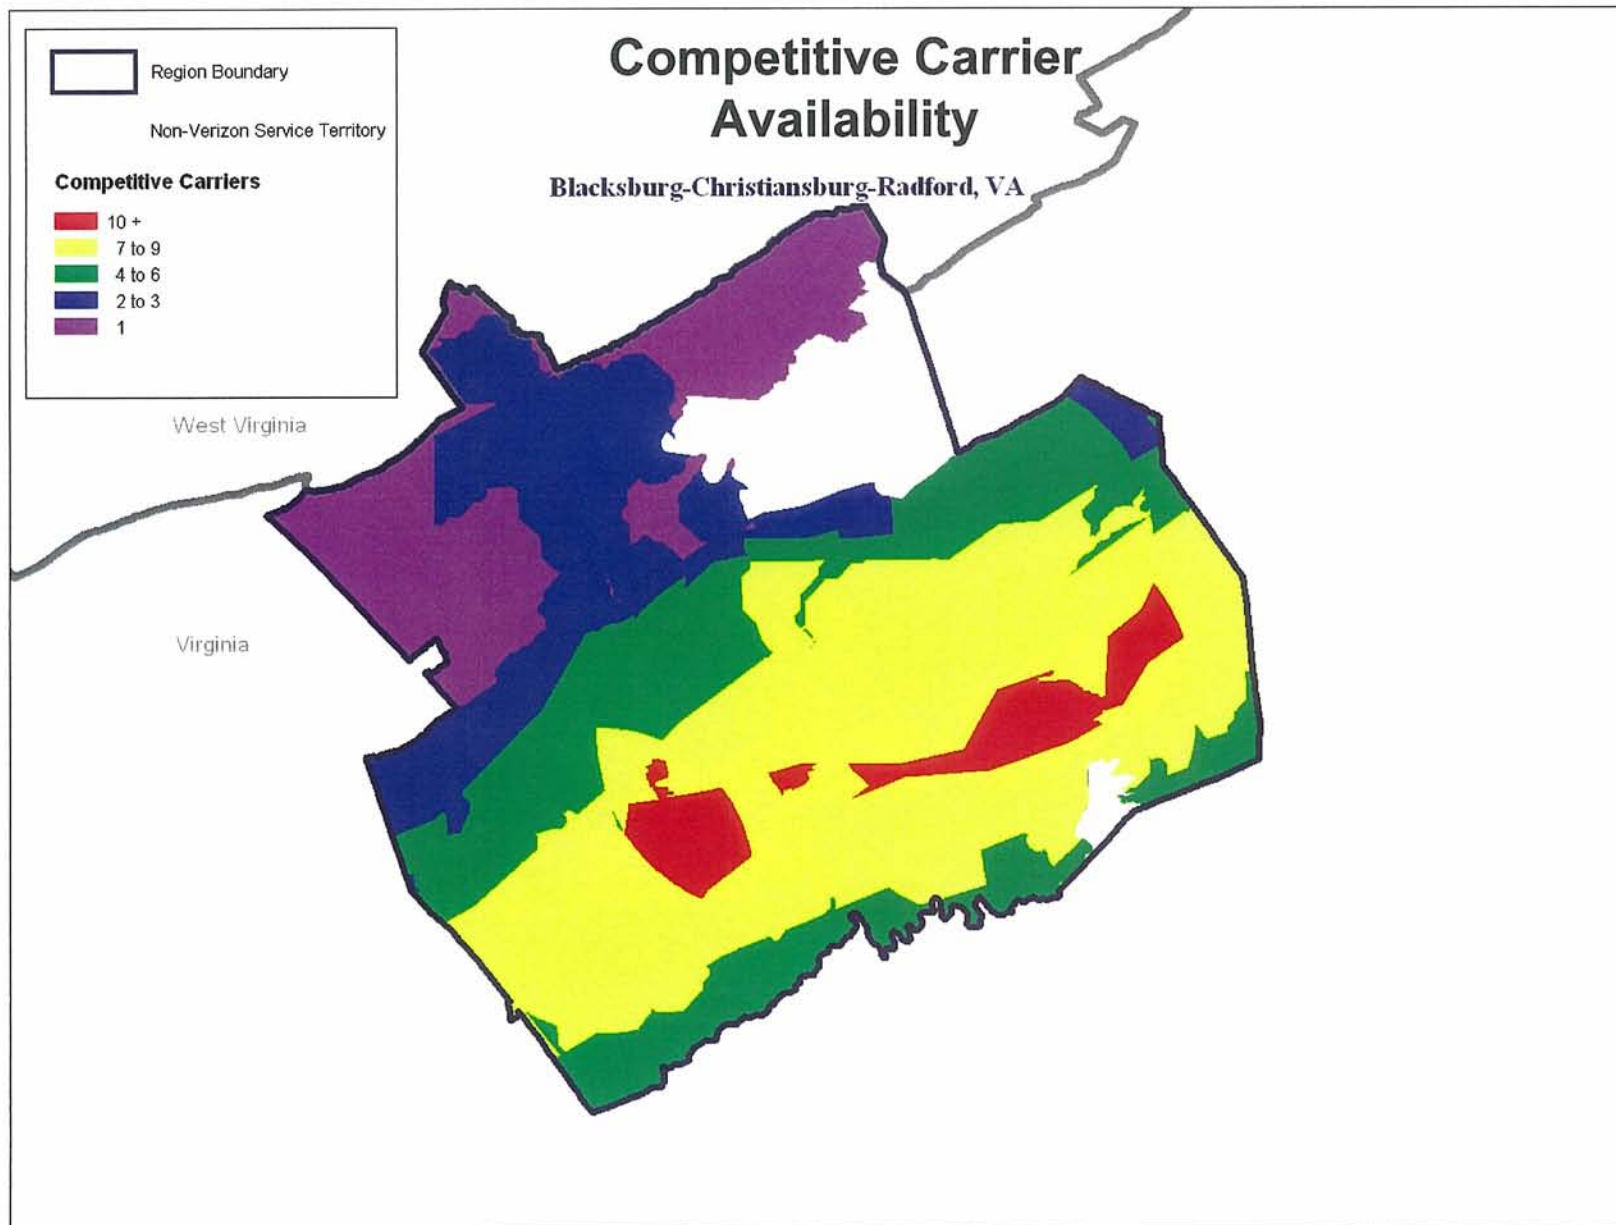 Competitive Carrier
Availability
Blacksburg-Christiansburg-Radford, VA
Region Boundary
Non-Verizon Service Territory
Competitive Carriers
10 +
7 to 9
4 to 6
2 to 3
1
West Virginia
Virginia